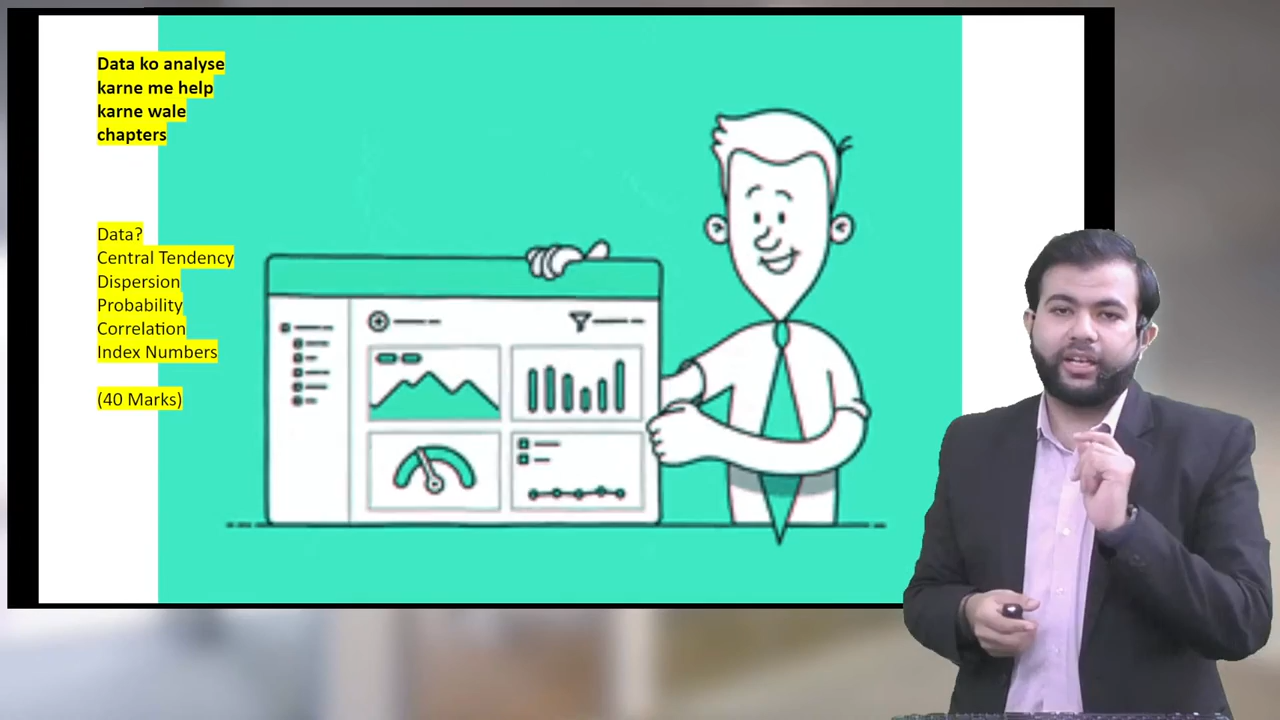 Data ko analyse
karne me help
karne wale
chapters
Data?
Central Tendency
Dispersion
Probability
Correlation
Index Numbers
(40 Marks)